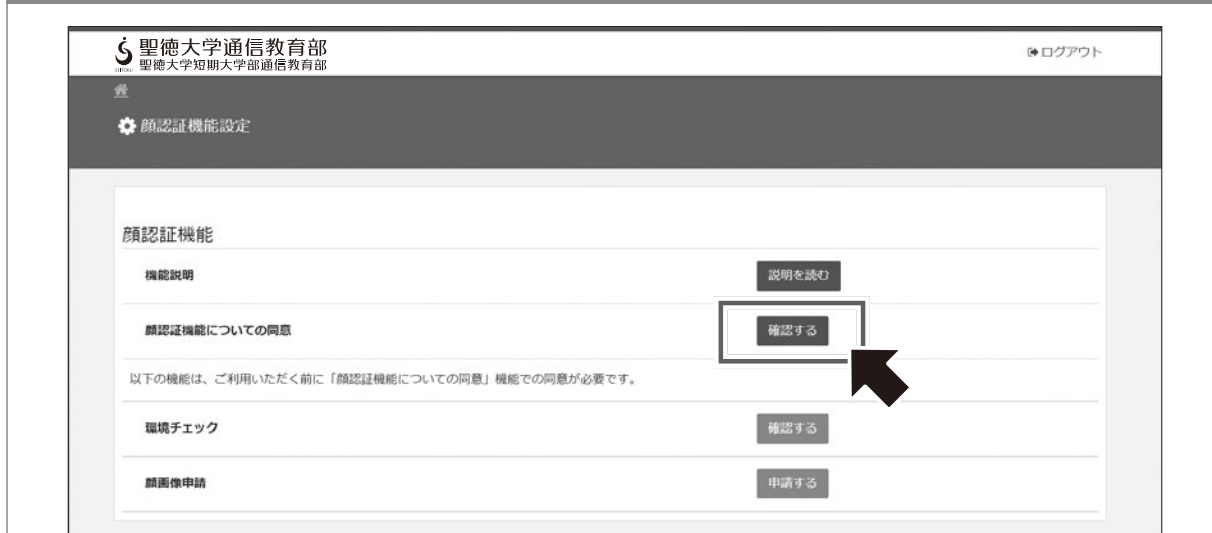 聖徳大学通信教育部
聖徳大学短期大学部通信教育部
SEITOKU
ログアウト
顔認証機能設定
顔認証機能
機能説明
説明を読む
顔認証機能についての同意
確認する
以下の機能は、ご利用いただく前に「顔認証機能についての同意」機能での同意が必要です。
環境チェック
確認する
顔画像申請
申請する